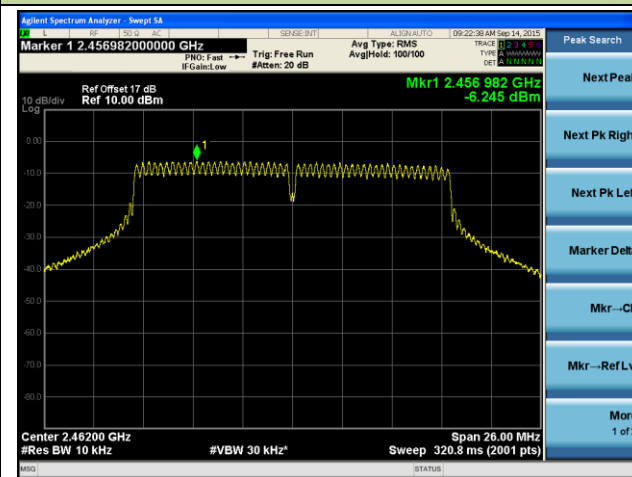 Agilent Spectrum Analyzer - Swept SA
L RF 50 Ω AC SENSE:INT ALIGN AUTO 09:22:38 AM Sep 14, 2015
Marker 1 2.456982000000 GHz
PNO: Fast
IFGain:Low
Trig: Free Run
#Atten: 20 dB
Avg Type: RMS
Avg|Hold: 100/100
TRACE 1 2 3 4 5 6
TYPE A WWWWW
DET A N N N N N
Peak Search
Mkr1 2.456 982 GHz
-6.245 dBm
Ref Offset 17 dB
10 dB/div Ref 10.00 dBm
Log
1
0.00
-10.0
-20.0
-30.0
-40.0
-50.0
-60.0
-70.0
-80.0
Next Peak
Next Pk Righ
Next Pk Left
Marker Delt
Mkr→C
Mkr→Ref Lv
Mor
1 of
Center 2.46200 GHz Span 26.00 MHz
#Res BW 10 kHz #VBW 30 kHz* Sweep 320.8 ms (2001 pts)
MSG STATUS